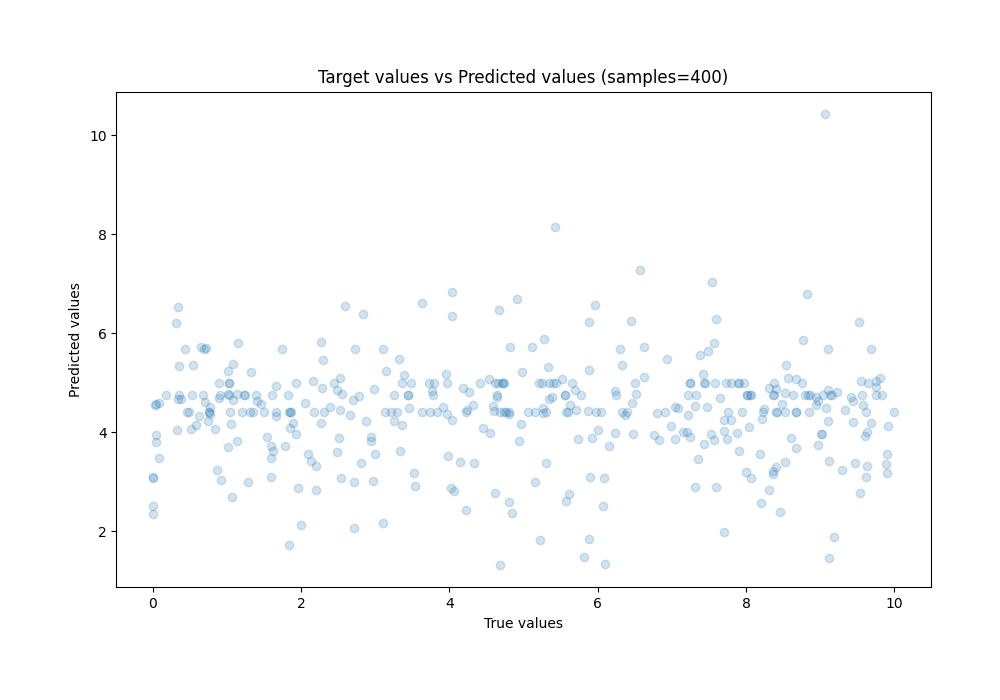 Target values vs Predicted values (samples=400)
10
8
6
4
2
Predicted values
0 2 4 6 8 10
True values